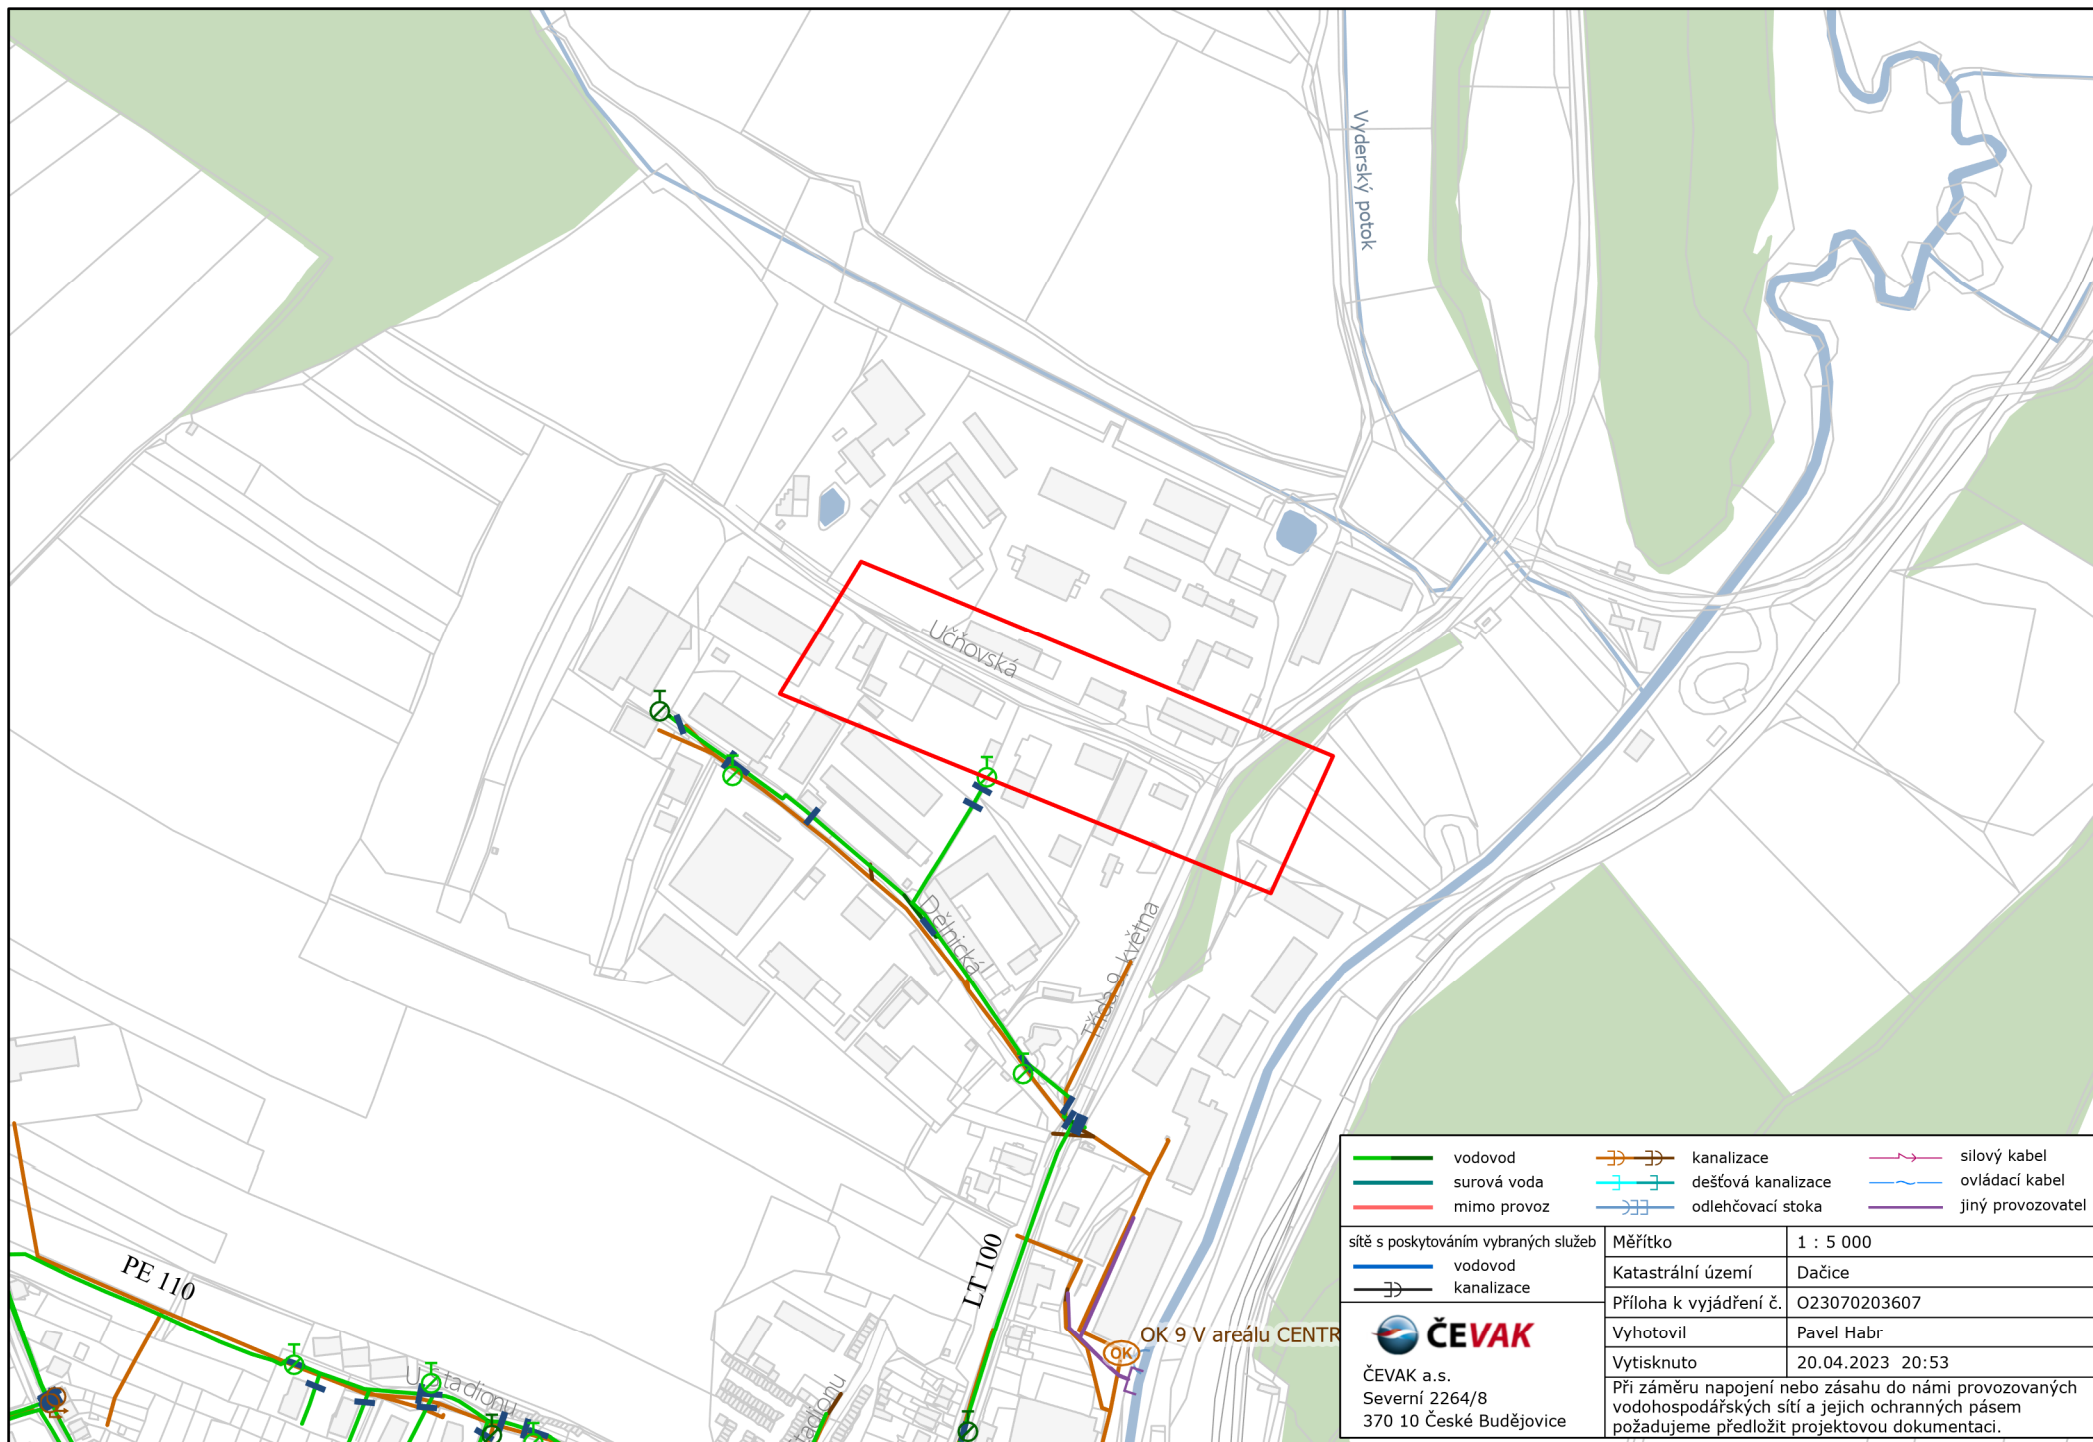 Vyderský potok
Učňovská
Dělnická
Třída 9. května
PE 110
LT 100
U Stadionu
OK 9 V areálu CENTR
OK
vodovod
surová voda
mimo provoz
kanalizace
dešťová kanalizace
odlehčovací stoka
silový kabel
ovládací kabel
jiný provozovatel
sítě s poskytováním vybraných služeb
vodovod
kanalizace
ČEVAK
ČEVAK a.s.
Severní 2264/8
370 10 České Budějovice
Měřítko 1 : 5 000
Katastrální území Dačice
Příloha k vyjádření č. O23070203607
Vyhotovil Pavel Habr
Vytisknuto 20.04.2023 20:53
Při záměru napojení nebo zásahu do námi provozovaných
vodohospodářských sítí a jejich ochranných pásem
požadujeme předložit projektovou dokumentaci.